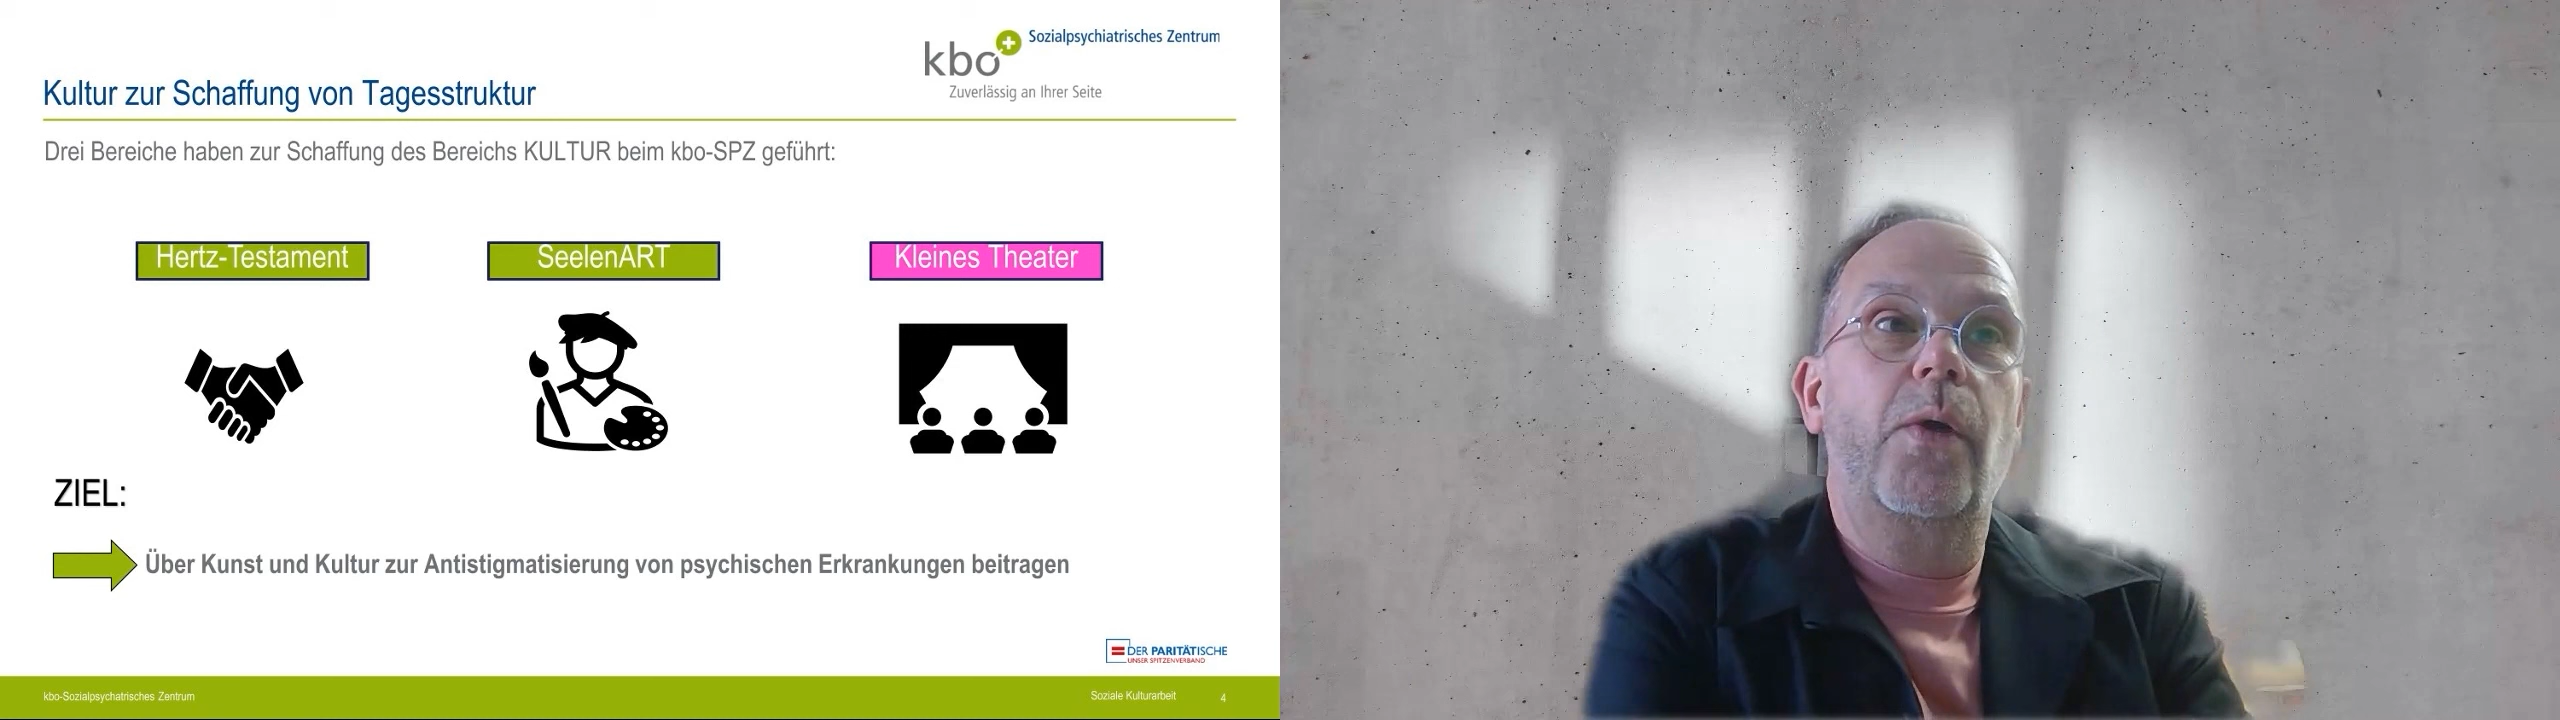 kbo
Sozialpsychiatrisches Zentrum
Zuverlässig an Ihrer Seite
Kultur zur Schaffung von Tagesstruktur
Drei Bereiche haben zur Schaffung des Bereichs KULTUR beim kbo-SPZ geführt:
Hertz-Testament
SeelenART
Kleines Theater
ZIEL:
Über Kunst und Kultur zur Antistigmatisierung von psychischen Erkrankungen beitragen
DER PARITÄTISCHE
UNSER SPITZENVERBAND
kbo-Sozialpsychatrisches Zentrum
Soziale Kulturarbeit
4